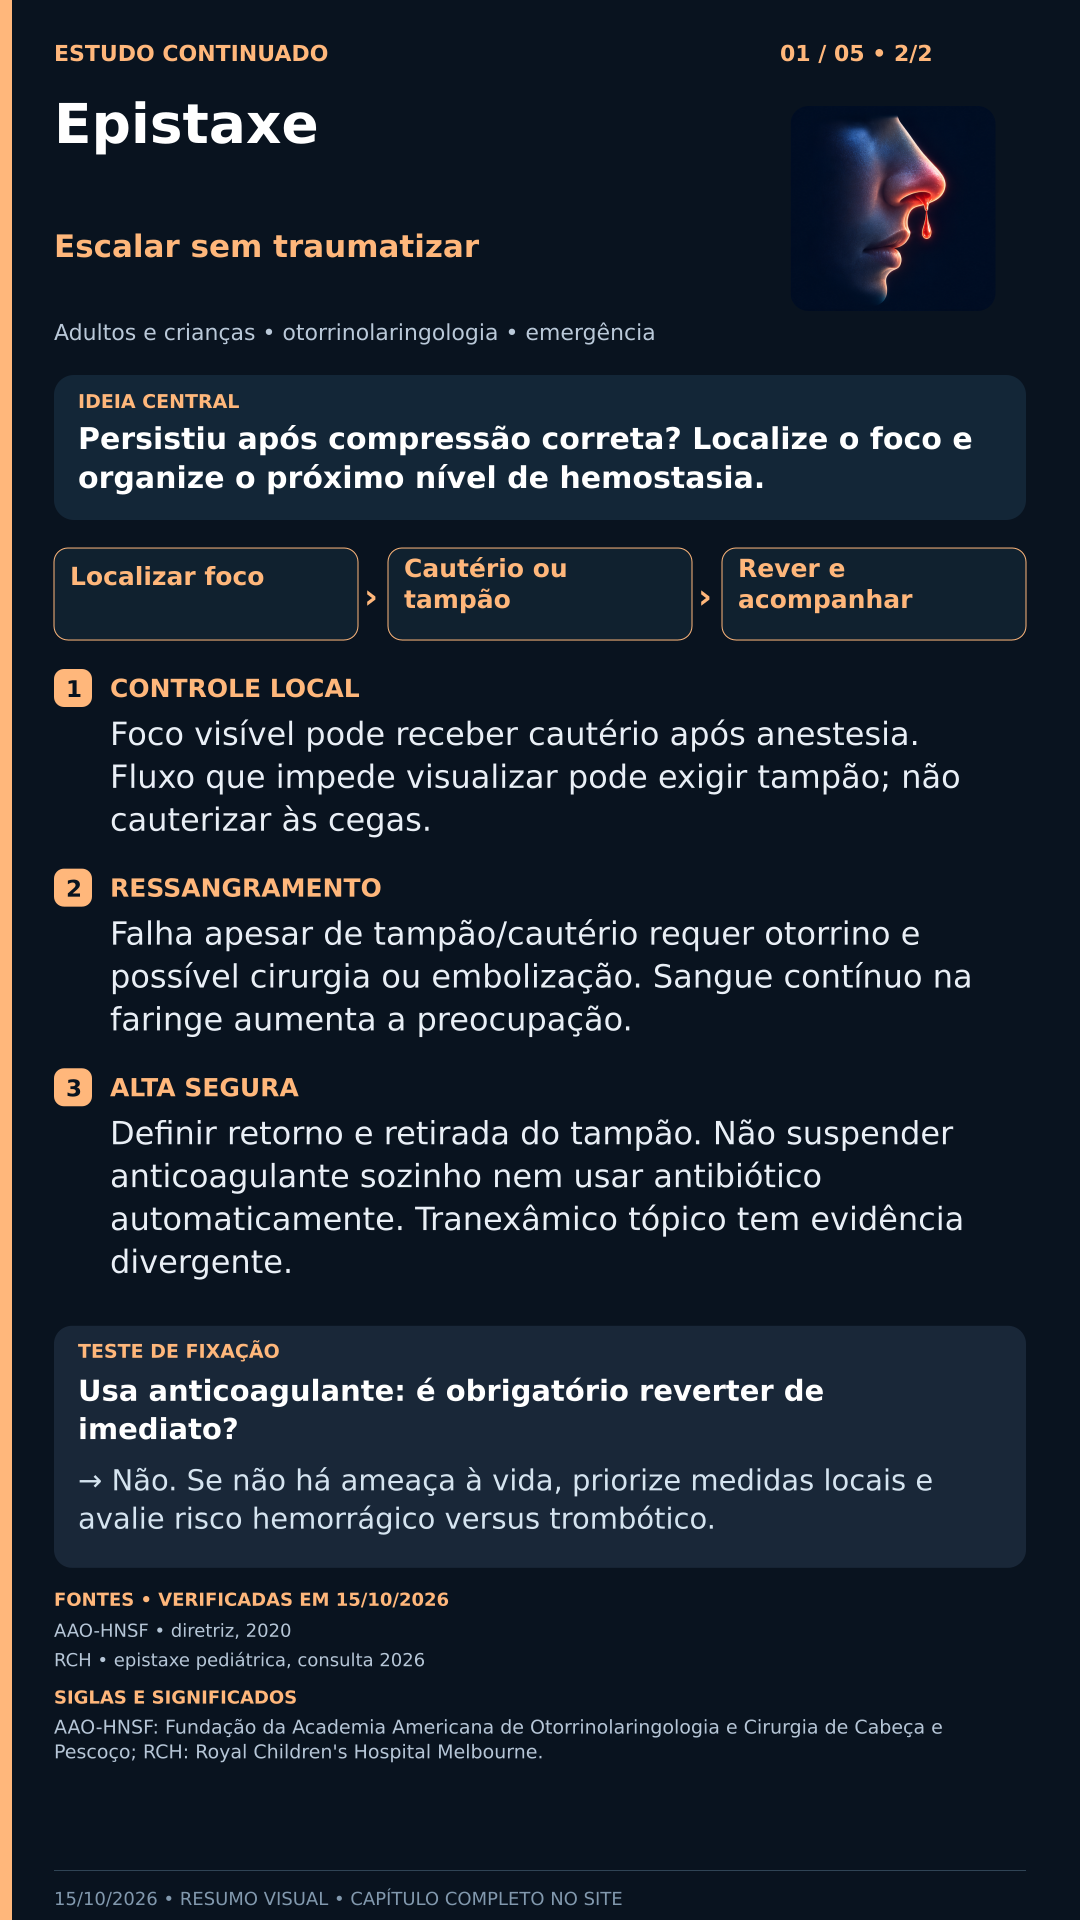 ESTUDO CONTINUADO
01 / 05 • 2/2
Epistaxe
Escalar sem traumatizar
Adultos e crianças • otorrinolaringologia • emergência
IDEIA CENTRAL
Persistiu após compressão correta? Localize o foco e
organize o próximo nível de hemostasia.
Localizar foco
›
Cautério ou
tampão
›
Rever e
acompanhar
1 CONTROLE LOCAL
Foco visível pode receber cautério após anestesia.
Fluxo que impede visualizar pode exigir tampão; não
cauterizar às cegas.
2 RESSANGRAMENTO
Falha apesar de tampão/cautério requer otorrino e
possível cirurgia ou embolização. Sangue contínuo na
faringe aumenta a preocupação.
3 ALTA SEGURA
Definir retorno e retirada do tampão. Não suspender
anticoagulante sozinho nem usar antibiótico
automaticamente. Tranexâmico tópico tem evidência
divergente.
TESTE DE FIXAÇÃO
Usa anticoagulante: é obrigatório reverter de
imediato?
→ Não. Se não há ameaça à vida, priorize medidas locais e
avalie risco hemorrágico versus trombótico.
FONTES • VERIFICADAS EM 15/10/2026
AAO-HNSF • diretriz, 2020
RCH • epistaxe pediátrica, consulta 2026
SIGLAS E SIGNIFICADOS
AAO-HNSF: Fundação da Academia Americana de Otorrinolaringologia e Cirurgia de Cabeça e
Pescoço; RCH: Royal Children's Hospital Melbourne.
15/10/2026 • RESUMO VISUAL • CAPÍTULO COMPLETO NO SITE